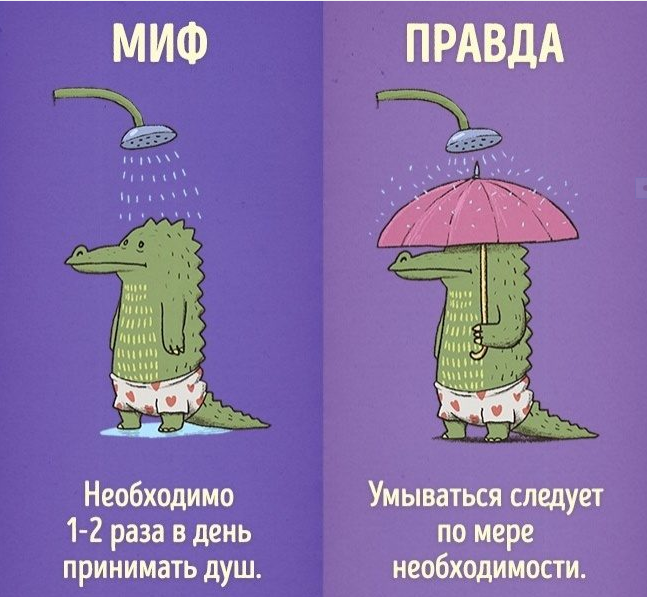 МИФ
Необходимо
1-2 раза в день
принимать душ.
ПРАВДА
Умываться следует
по мере
необходимости.